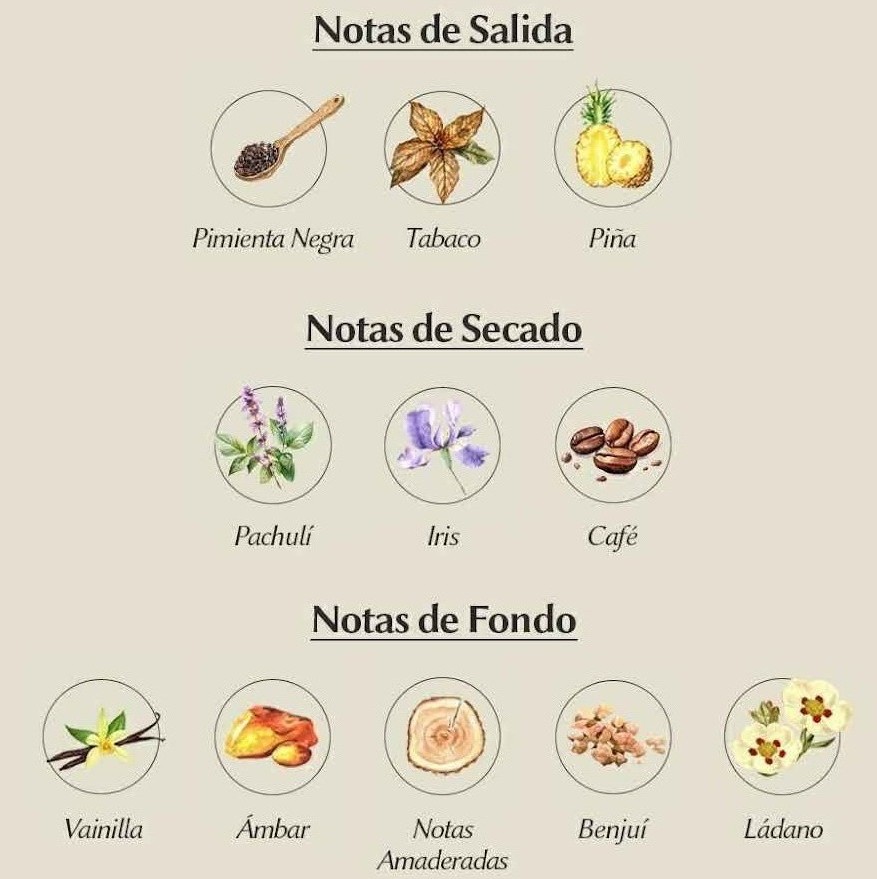 Notas de Salida
Pimienta Negra
Tabaco
Piña
Notas de Secado
Pachulí
Iris
Café
Notas de Fondo
Vainilla
Ámbar
Notas
Amaderadas
Benjuí
Ládano